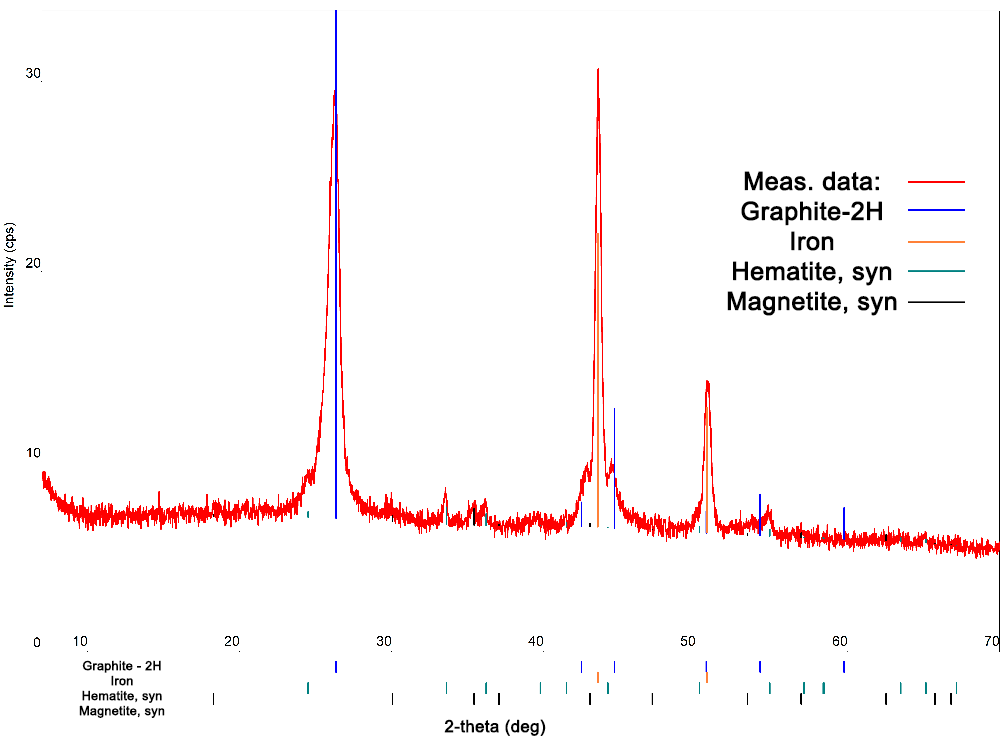 30
20
10
Intensity (cps)
Meas. data:
Graphite-2H
Iron
Hematite, syn
Magnetite, syn
0 10 20 30 40 50 60 70
Graphite - 2H
Iron
Hematite, syn
Magnetite, syn
2-theta (deg)